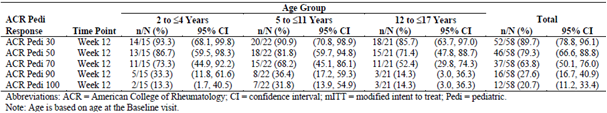 Age Group
ACR Pedi Response Time Point 2 to ≤4 Years 5 to ≤11 Years 12 to ≤17 Years Total
n/N (%) 95% CI n/N (%) 95% CI n/N (%) 95% CI n/N (%) 95% CI
ACR Pedi 30 Week 12 14/15 (93.3) (68.1, 99.8) 20/22 (90.9) (70.8, 98.9) 18/21 (85.7) (63.7, 97.0) 52/58 (89.7) (78.8, 96.1)
ACR Pedi 50 Week 12 13/15 (86.7) (59.5, 98.3) 18/22 (81.8) (59.7, 94.8) 15/21 (71.4) (47.8, 88.7) 46/58 (79.3) (66.6, 88.8)
ACR Pedi 70 Week 12 11/15 (73.3) (44.9, 92.2) 15/22 (68.2) (45.1, 86.1) 11/21 (52.4) (29.8, 74.3) 37/58 (63.8) (50.1, 76.0)
ACR Pedi 90 Week 12 5/15 (33.3) (11.8, 61.6) 8/22 (36.4) (17.2, 59.3) 3/21 (14.3) (3.0, 36.3) 16/58 (27.6) (16.7, 40.9)
ACR Pedi 100 Week 12 2/15 (13.3) (1.7, 40.5) 7/22 (31.8) (13.9, 54.9) 3/21 (14.3) (3.0, 36.3) 12/58 (20.7) (11.2, 33.4)
Abbreviations: ACR = American College of Rheumatology; CI = confidence interval; mITT = modified intent to treat; Pedi = pediatric.
Note: Age is based on age at the Baseline visit.